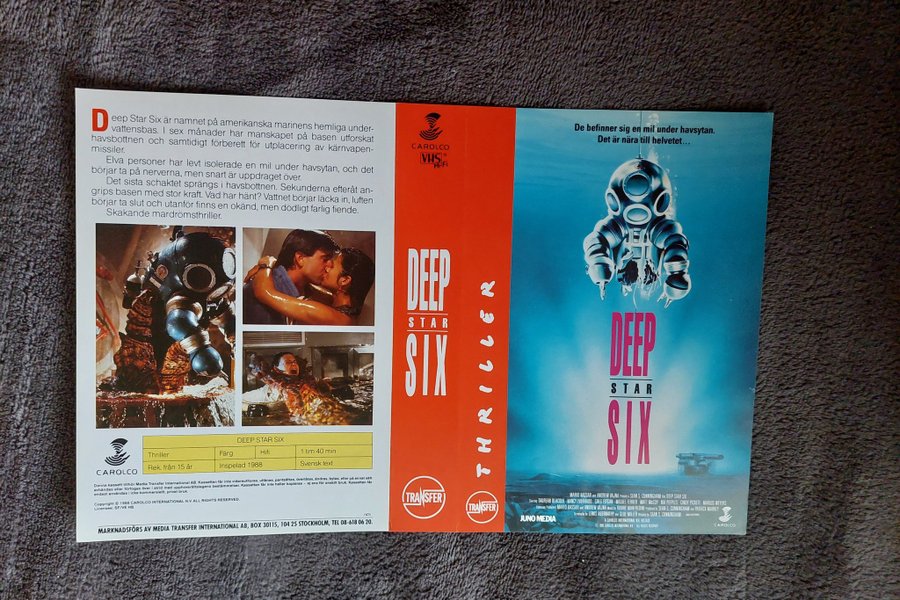 Deep Star Six är namnet på amerikanska marinens hemliga under-
vattensbas. I sex månader har manskapet på basen utforskat
havsbottnen och samtidigt förberett för utplacering av kärnvapen-
missiler.
Elva personer har levt isolerade en mil under havsytan, och det
börjar ta på nerverna, men snart är uppdraget över.
Det sista schaktet sprängs i havsbottnen. Sekunderna efteråt an-
grips basen med stor kraft. Vad har hänt? Vattnet börjar läcka in, luften
börjar ta slut och utanför finns en okänd, men dödligt farlig fiende.
Skakande mardrömsthriller.
CAROLCO
DEEP STAR SIX
Thriller
Färg
Hifi
1 tim 40 min
Rek. från 15 år
Inspelad 1988
Svensk text
Copyright © 1988 CAROLCO INTERNATIONAL N.V. ALL RIGHTS RESERVED.
MARKNADSFÖRS AV MEDIA TRANSFER INTERNATIONAL AB, BOX 30115, 104 25 STOCKHOLM, TEL 08-618 06 20.
CAROLCO
VHS
DEEP
STAR
SIX
TRANSFER
THRILLER
TRANSFER
De befinner sig en mil under havsytan.
Det är nära till helvetet...
DEEP
STAR
SIX
JUNO MEDIA
CAROLCO